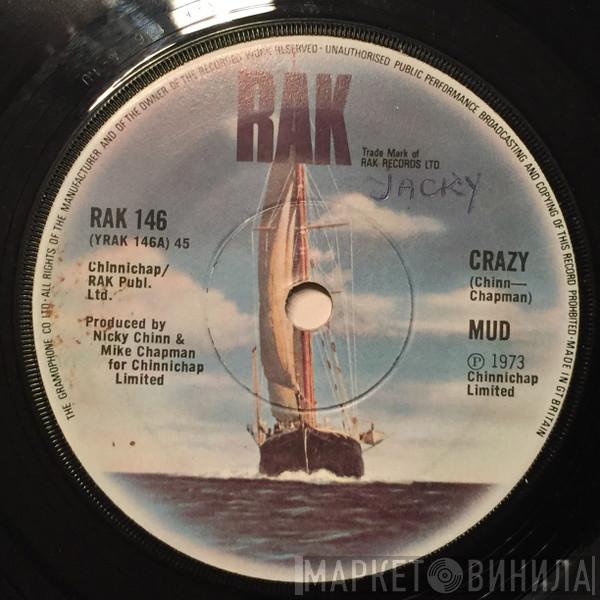 THE GRAMOPHONE CO LTD·ALL RIGHTS OF THE MANUFACTURER AND OF THE OWNER OF THE RECORDED WORK RESERVED·UNAUTHORISED PUBLIC PERFORMANCE BROADCASTING AND COPYING OF THIS RECORD PROHIBITED·MADE IN GT BRITAIN
RAK
Trade Mark of
RAK RECORDS LTD.
JACKY
RAK 146
(YRAK 146A) 45
Chinnichap/
RAK Publ.
Ltd.
Produced by
Nicky Chinn &
Mike Chapman
for Chinnichap
Limited
CRAZY
(Chinn—
Chapman)
MUD
Ⓟ 1973
Chinnichap
Limited
МАРКЕТ ВИНИЛА